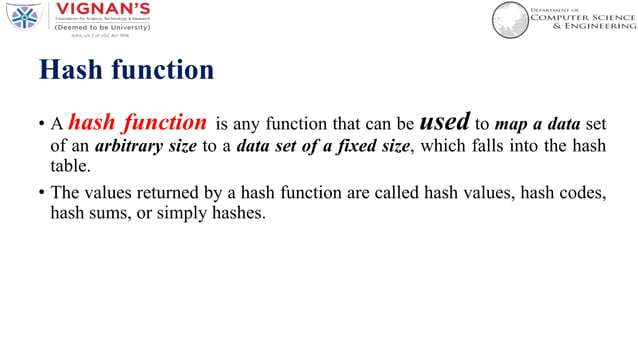 VIGNAN'S
Foundation for Science, Technology & Research
(Deemed to be University)
DEPARTMENT OF
COMPUTER SCIENCE
& ENGINEERING
Hash function
• A hash function is any function that can be used to map a data set
of an arbitrary size to a data set of a fixed size, which falls into the hash
table.
• The values returned by a hash function are called hash values, hash codes,
hash sums, or simply hashes.